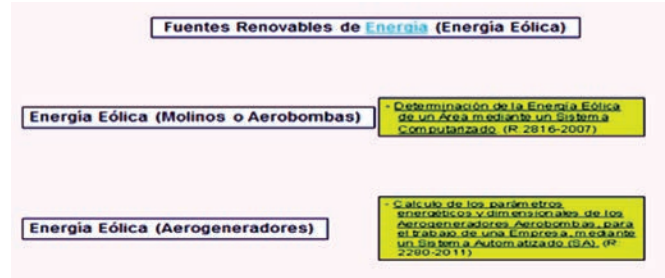 Fuentes Renovables de Energia (Energía Eólica)
Energía Eólica (Molinos o Aerobombas)
- Determinación de la Energía Eólica
de un Area mediante un Sistema
Computarizado. (R 2816-2007)
Energía Eólica (Aerogeneradores)
- Calculo de los parámetros
energéticos y dimensionales de los
Aerogeneradores Aerobombas, para
el trabajo de una Empresa, mediante
un Sistema Automatizado (SA). (R:
2280-2011)